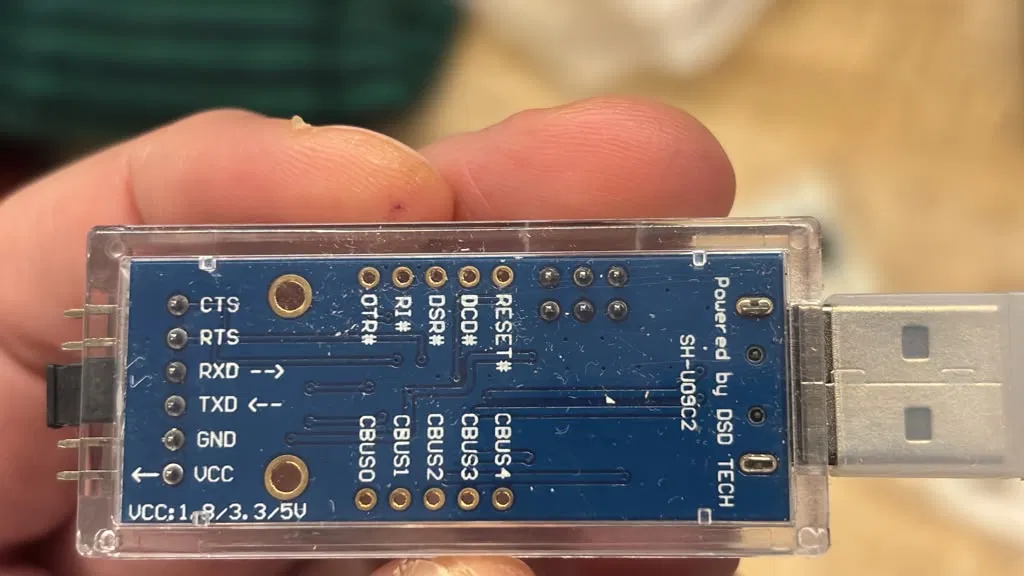 CTS
RTS
RXD -->
TXD <--
GND
← VCC
VCC:1.8/3.3/5V
OTR#
RI#
DSR#
DCD#
RESET#
CBUS0
CBUS1
CBUS2
CBUS3
CBUS4
SH-U09C2
Powered by DSD TECH